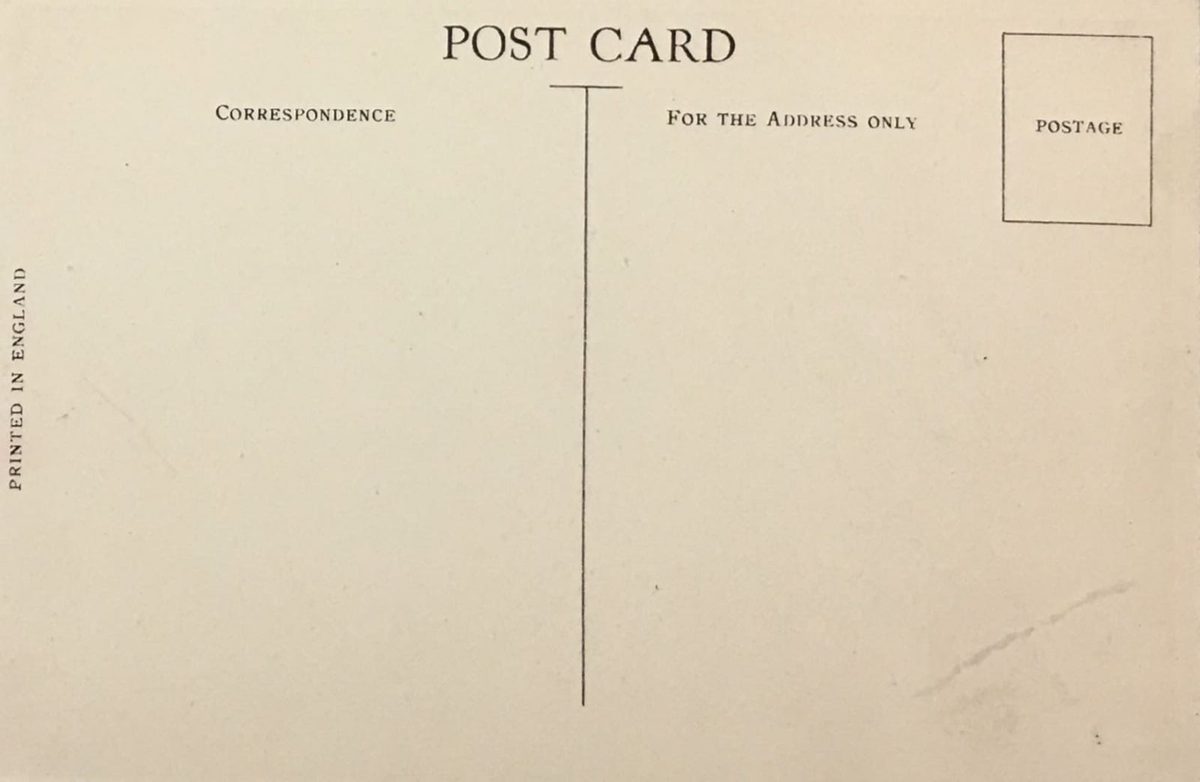 POST CARD
CORRESPONDENCE
FOR THE ADDRESS ONLY
POSTAGE
PRINTED IN ENGLAND